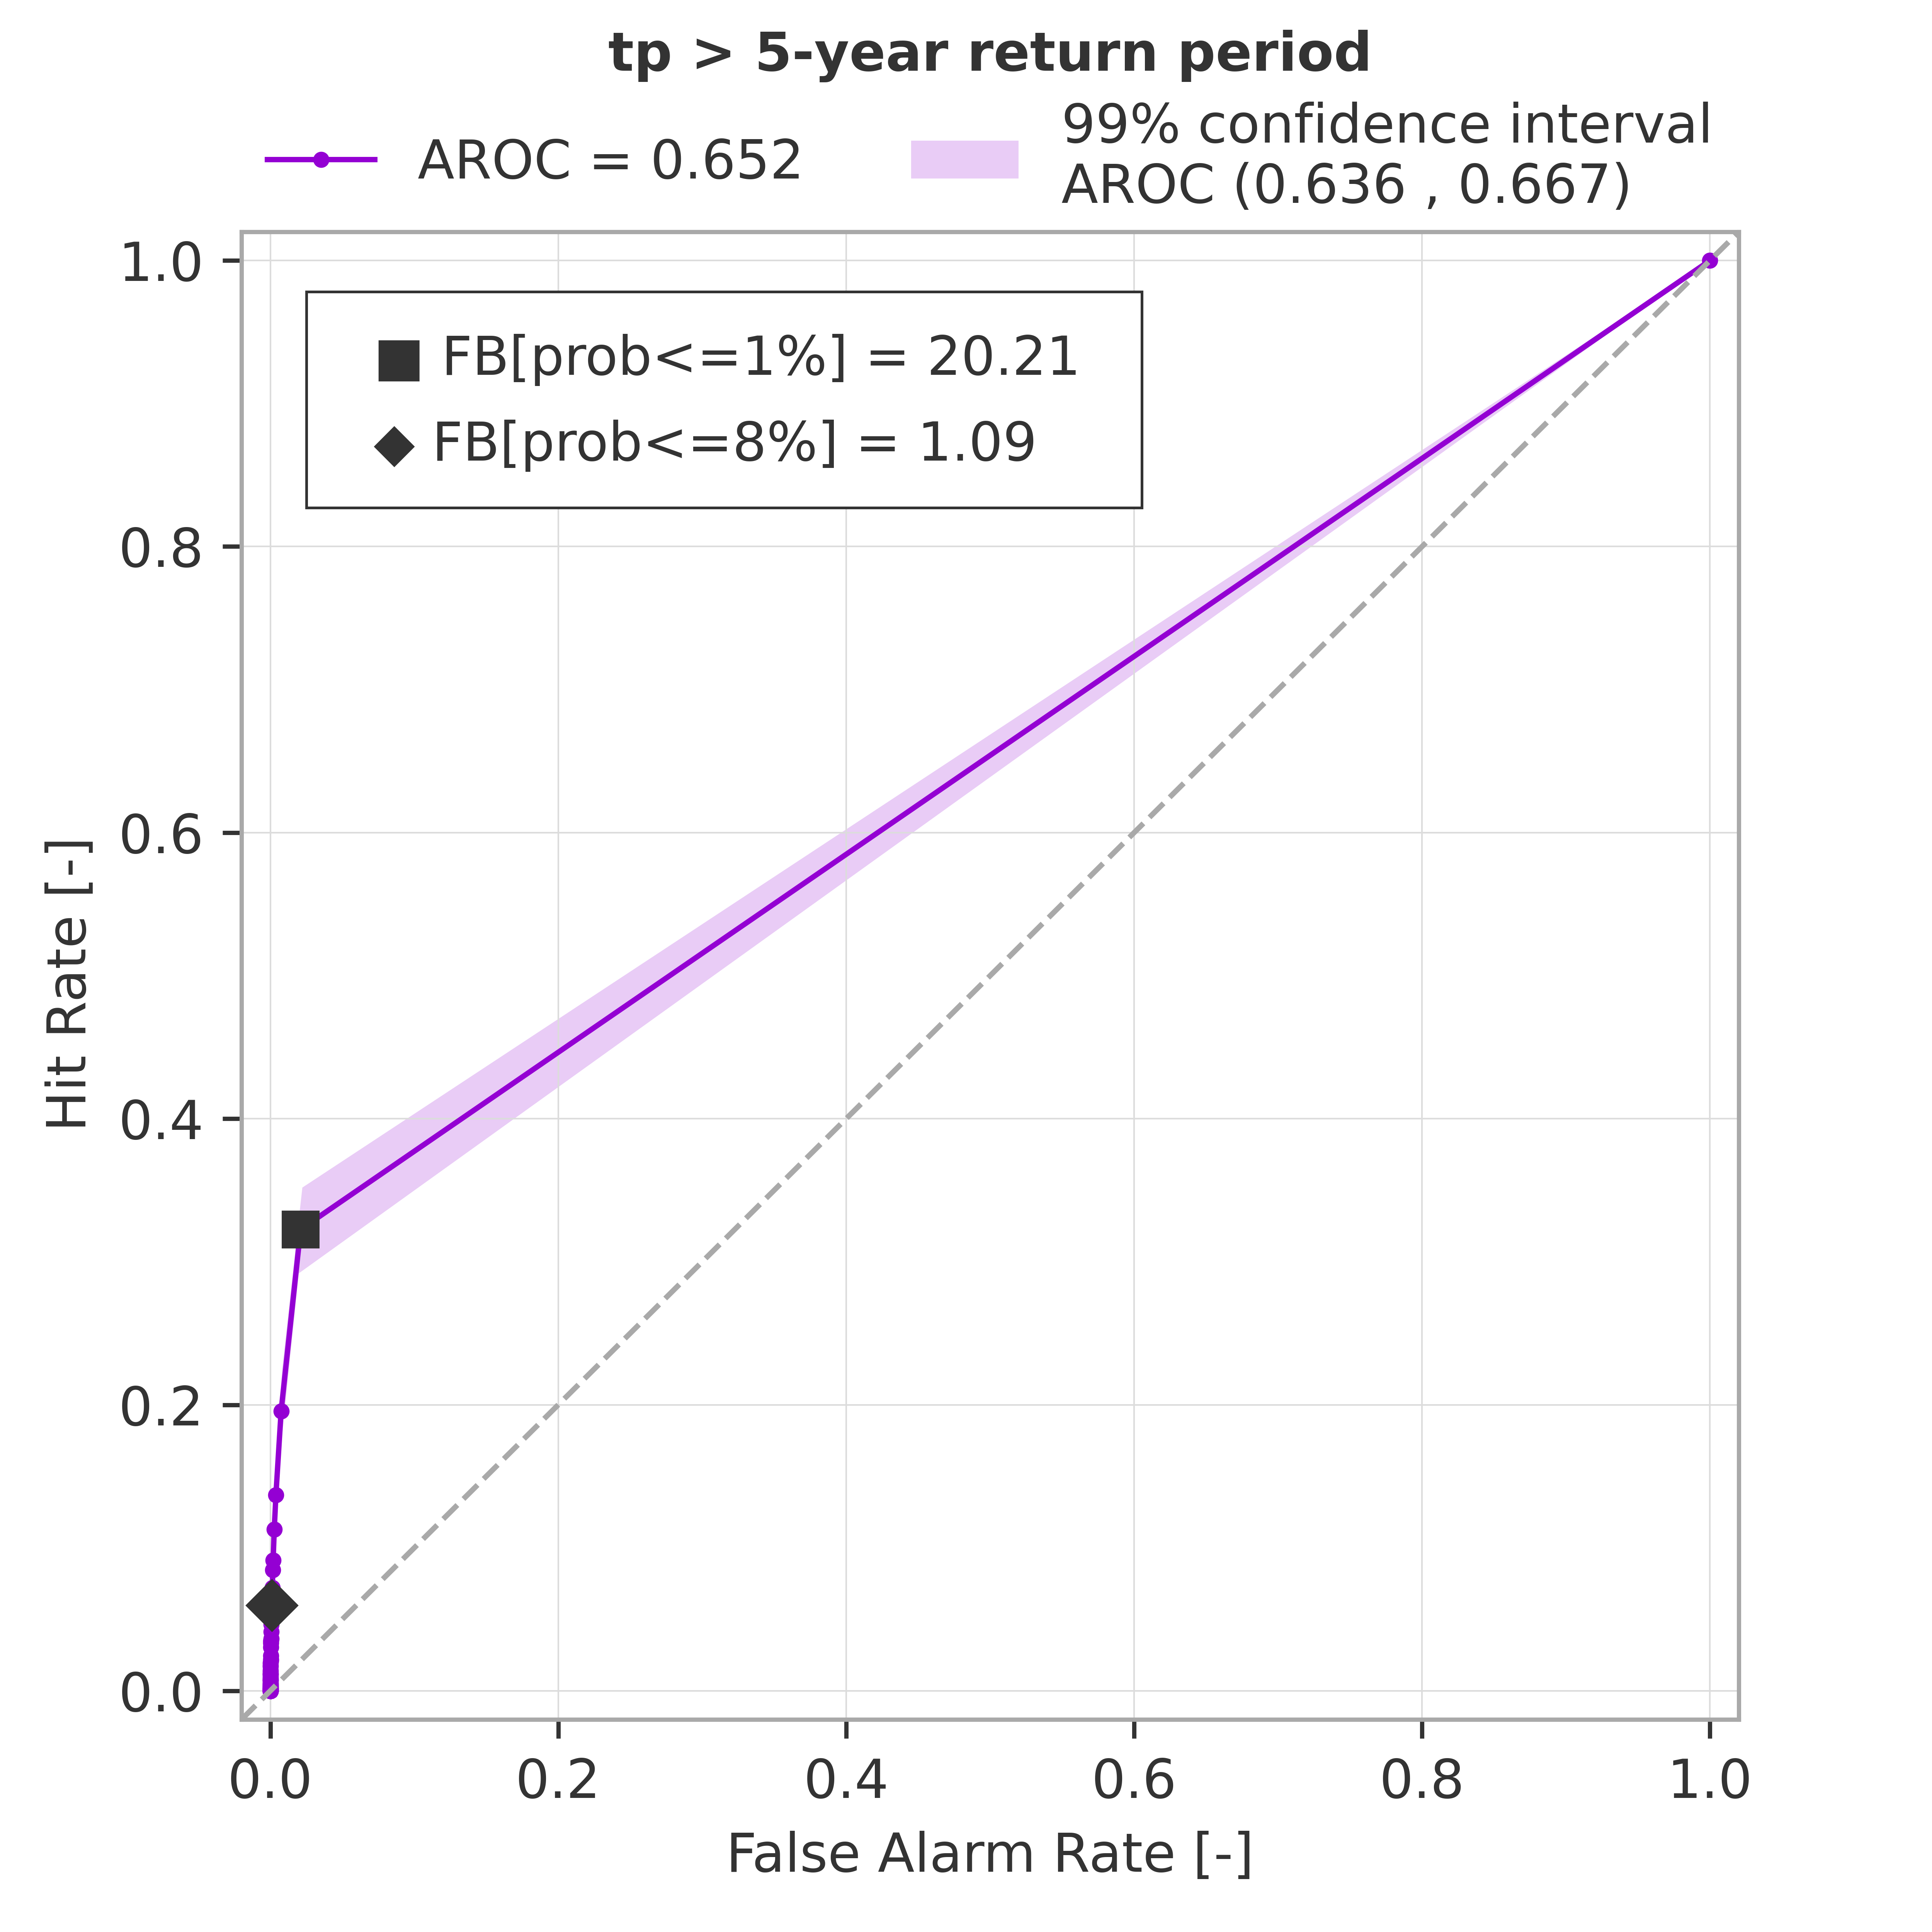 tp > 5-year return period
AROC = 0.652
99% confidence interval
AROC (0.636 , 0.667)
1.0
FB[prob<=1%] = 20.21
FB[prob<=8%] = 1.09
0.8
0.6
0.4
0.2
0.0
Hit Rate [-]
0.0 0.2 0.4 0.6 0.8 1.0
False Alarm Rate [-]